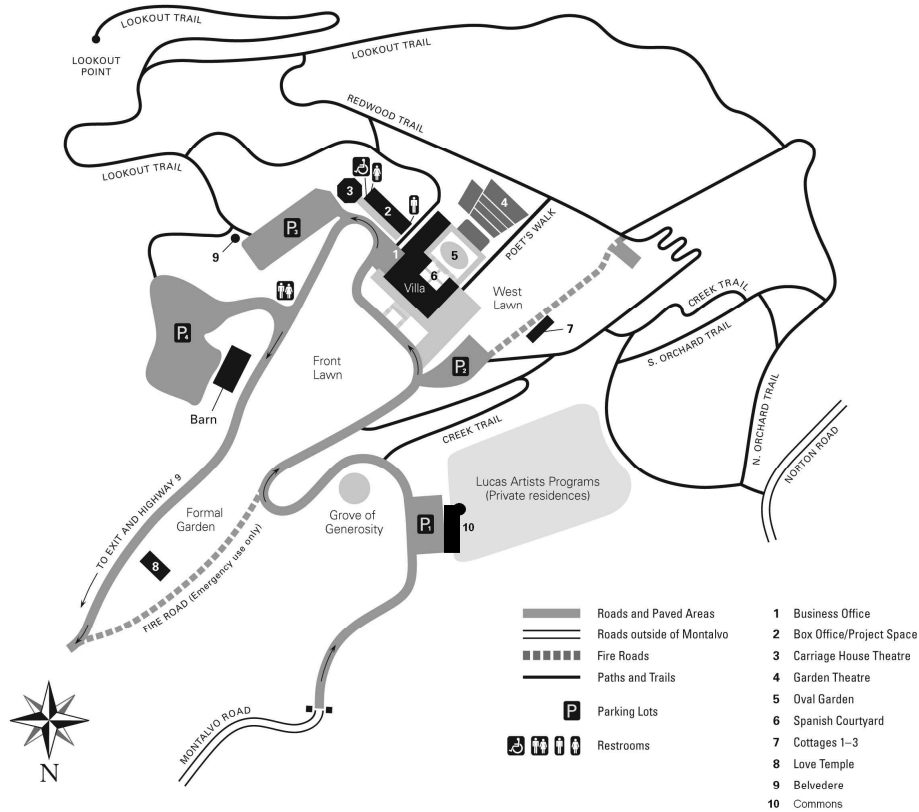 LOOKOUT TRAIL
LOOKOUT TRAIL
LOOKOUT
POINT
REDWOOD TRAIL
LOOKOUT TRAIL
3
2
4
P3
1
5
POET'S WALK
9
6
Villa
West
Lawn
CREEK TRAIL
P4
7
S. ORCHARD TRAIL
Front
Lawn
P2
Barn
N. ORCHARD TRAIL
NORTON ROAD
CREEK TRAIL
Lucas Artists Programs
(Private residences)
TO EXIT AND HIGHWAY 9
Formal
Garden
Grove of
Generosity
P1
10
8
FIRE ROAD (Emergency use only)
MONTALVO ROAD
N
Roads and Paved Areas
Roads outside of Montalvo
Fire Roads
Paths and Trails
P Parking Lots
Restrooms
1 Business Office
2 Box Office/Project Space
3 Carriage House Theatre
4 Garden Theatre
5 Oval Garden
6 Spanish Courtyard
7 Cottages 1–3
8 Love Temple
9 Belvedere
10 Commons